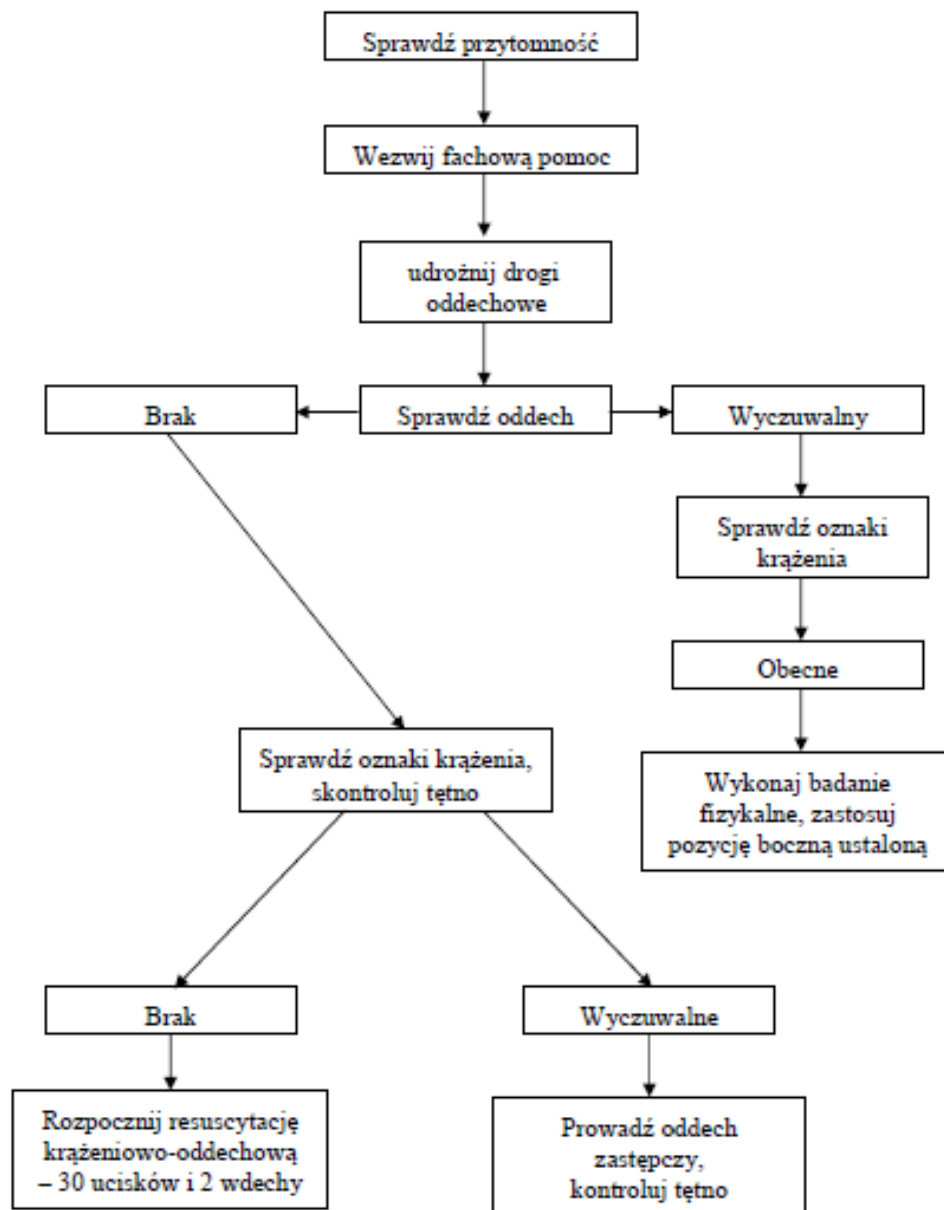 Sprawdź przytomność
Wezwij fachową pomoc
udrożnij drogi
oddechowe
Brak
Sprawdź oddech
Wyczuwalny
Sprawdź oznaki
krążenia
Obecne
Sprawdź oznaki krążenia,
skontroluj tętno
Wykonaj badanie
fizykalne, zastosuj
pozycję boczną ustaloną
Brak
Wyczuwalne
Rozpocznij resuscytację
krążeniowo-oddechową
– 30 ucisków i 2 wdechy
Prowadź oddech
zastępczy,
kontroluj tętno